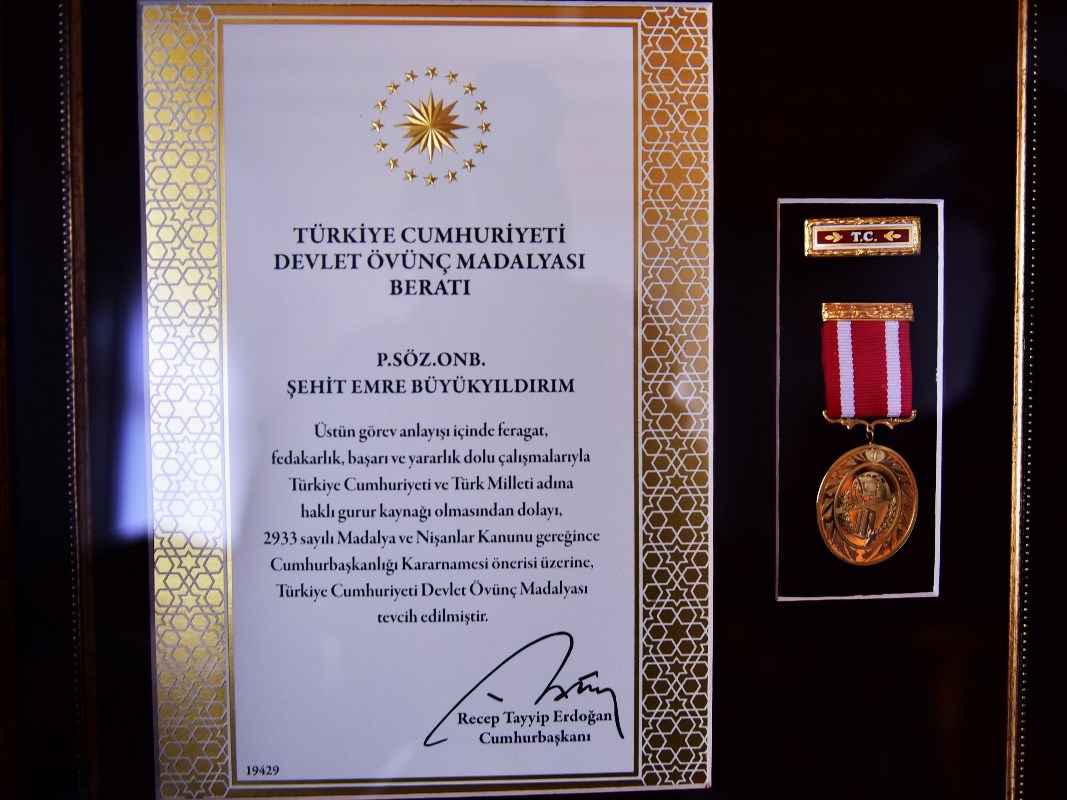 TÜRKİYE CUMHURİYETİ
DEVLET ÖVÜNÇ MADALYASI
BERATI
P.SÖZ.ONB.
ŞEHİT EMRE BÜYÜKYILDIRIM
Üstün görev anlayışı içinde feragat,
fedakarlık, başarı ve yararlık dolu çalışmalarıyla
Türkiye Cumhuriyeti ve Türk Milleti adına
haklı gurur kaynağı olmasından dolayı,
2933 sayılı Madalya ve Nişanlar Kanunu gereğince
Cumhurbaşkanlığı Kararnamesi önerisi üzerine,
Türkiye Cumhuriyeti Devlet Övünç Madalyası
tevcih edilmiştir.
Recep Tayyip Erdoğan
Cumhurbaşkanı
19429
T.C.